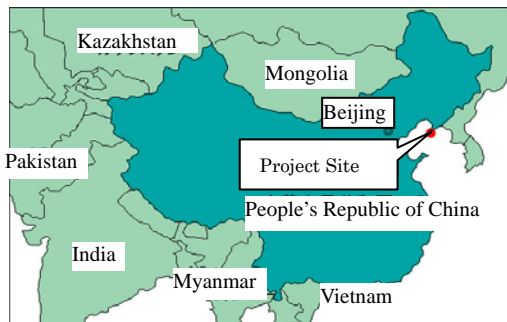 Kazakhstan
Mongolia
Beijing
Pakistan
Project Site
People's Republic of China
India
Myanmar
Vietnam